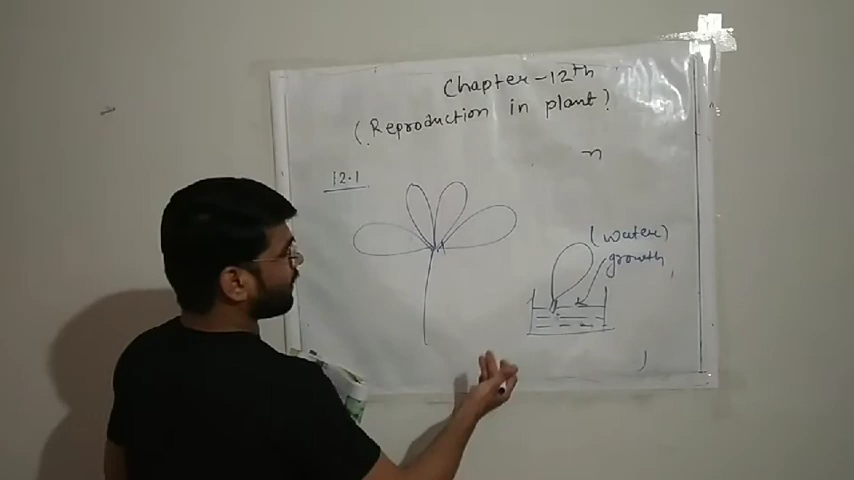 Chapter-12th
(Reproduction in plant)
12.1
(water)
growth